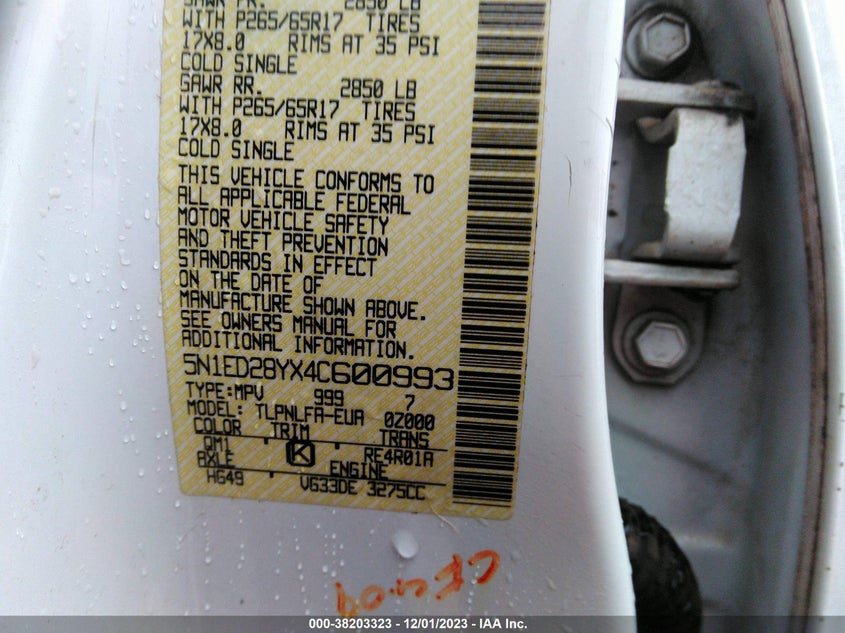 GAWR FR. 2850 LB
WITH P265/65R17 TIRES
17X8.0 RIMS AT 35 PSI
COLD SINGLE
GAWR RR. 2850 LB
WITH P265/65R17 TIRES
17X8.0 RIMS AT 35 PSI
COLD SINGLE
THIS VEHICLE CONFORMS TO
ALL APPLICABLE FEDERAL
MOTOR VEHICLE SAFETY
AND THEFT PREVENTION
STANDARDS IN EFFECT
ON THE DATE OF
MANUFACTURE SHOWN ABOVE.
SEE OWNERS MANUAL FOR
ADDITIONAL INFORMATION.
5N1ED28YX4C600993
TYPE:MPV 999 7
MODEL: TLPNLFA-EUA 0Z000
COLOR TRIM TRANS
QM1 K RE4R01A
AXLE ENGINE
HG49 VG33DE 3275CC
000-38203323 - 12/01/2023 - IAA Inc.